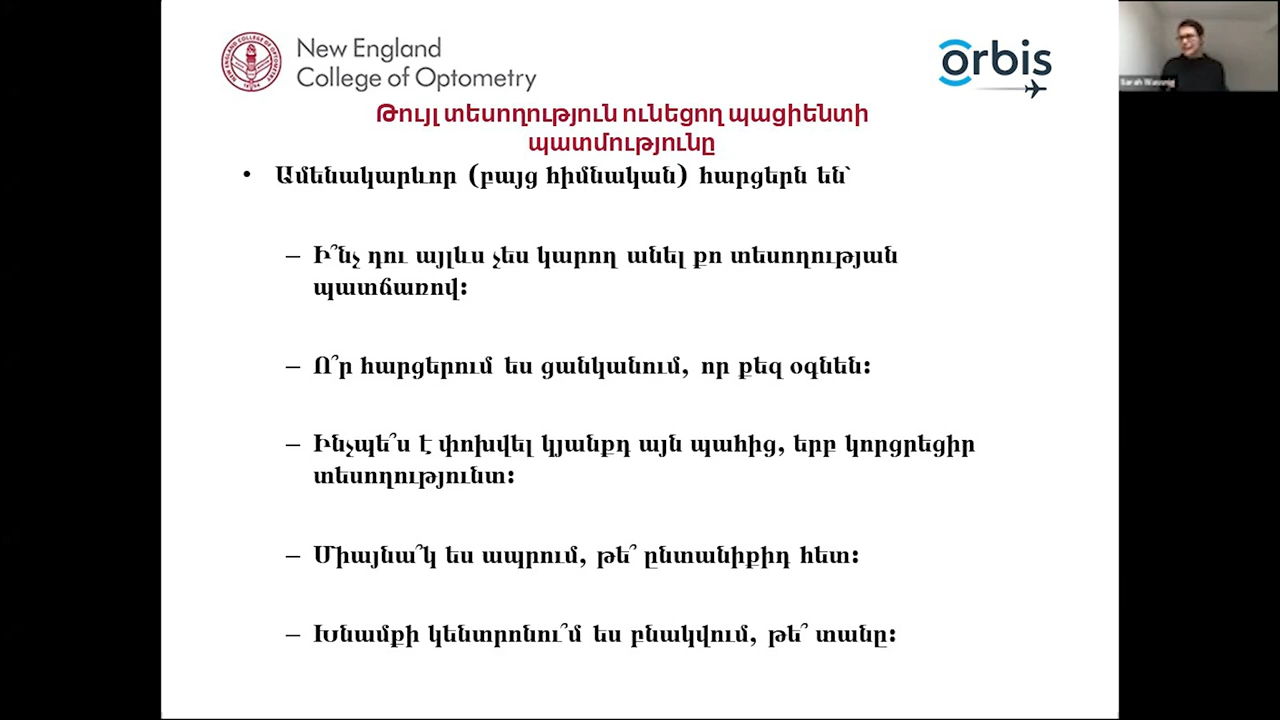 New England
College of Optometry
orbis
Թույլ տեսողություն ունեցող պացիենտի
պատմությունը
• Ամենակարևոր (բայց հիմնական) հարցերն են՝
– Ի՞նչ դու այլևս չես կարող անել քո տեսողության
պատճառով:
– Ո՞ր հարցերում ես ցանկանում, որ քեզ օգնեն:
– Ինչպե՞ս է փոխվել կյանքդ այն պահից, երբ կորցրեցիր
տեսողությունտ:
– Միայնա՞կ ես ապրում, թե՞ ընտանիքիդ հետ:
– Խնամքի կենտրոնու՞մ ես բնակվում, թե՞ տանը: